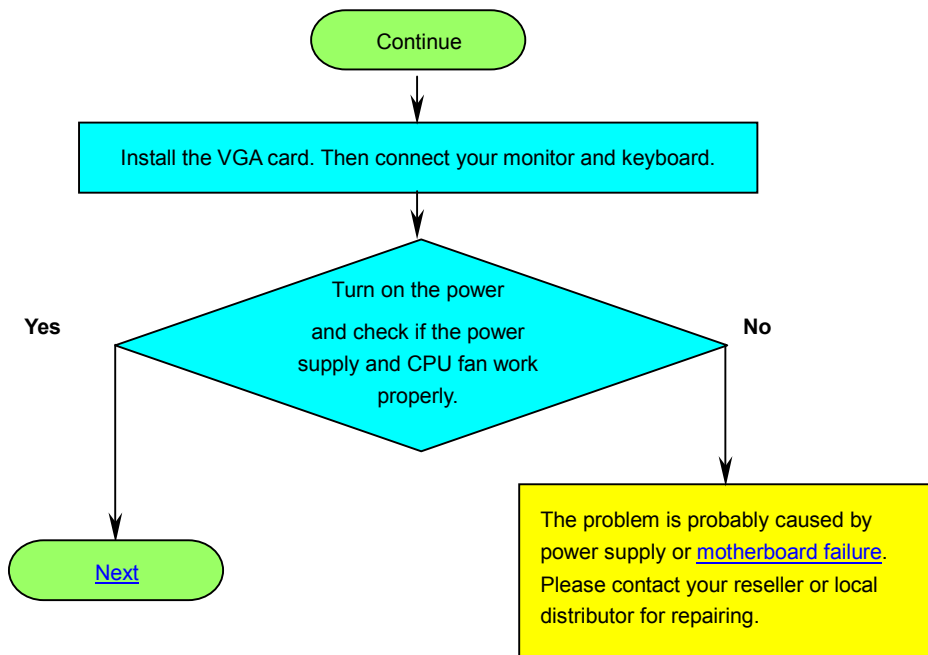 Continue
Install the VGA card. Then connect your monitor and keyboard.
Turn on the power
and check if the power
supply and CPU fan work
properly.
Yes
No
Next
The problem is probably caused by
power supply or motherboard failure.
Please contact your reseller or local
distributor for repairing.